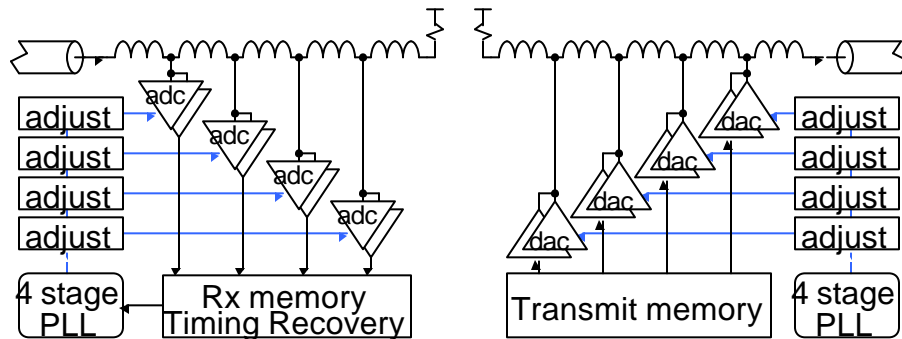 adc
adjust
adc
adjust
adc
adjust
adc
adjust
4 stage
PLL
Rx memory
Timing Recovery
dac
adjust
dac
adjust
dac
adjust
dac
adjust
Transmit memory
4 stage
PLL